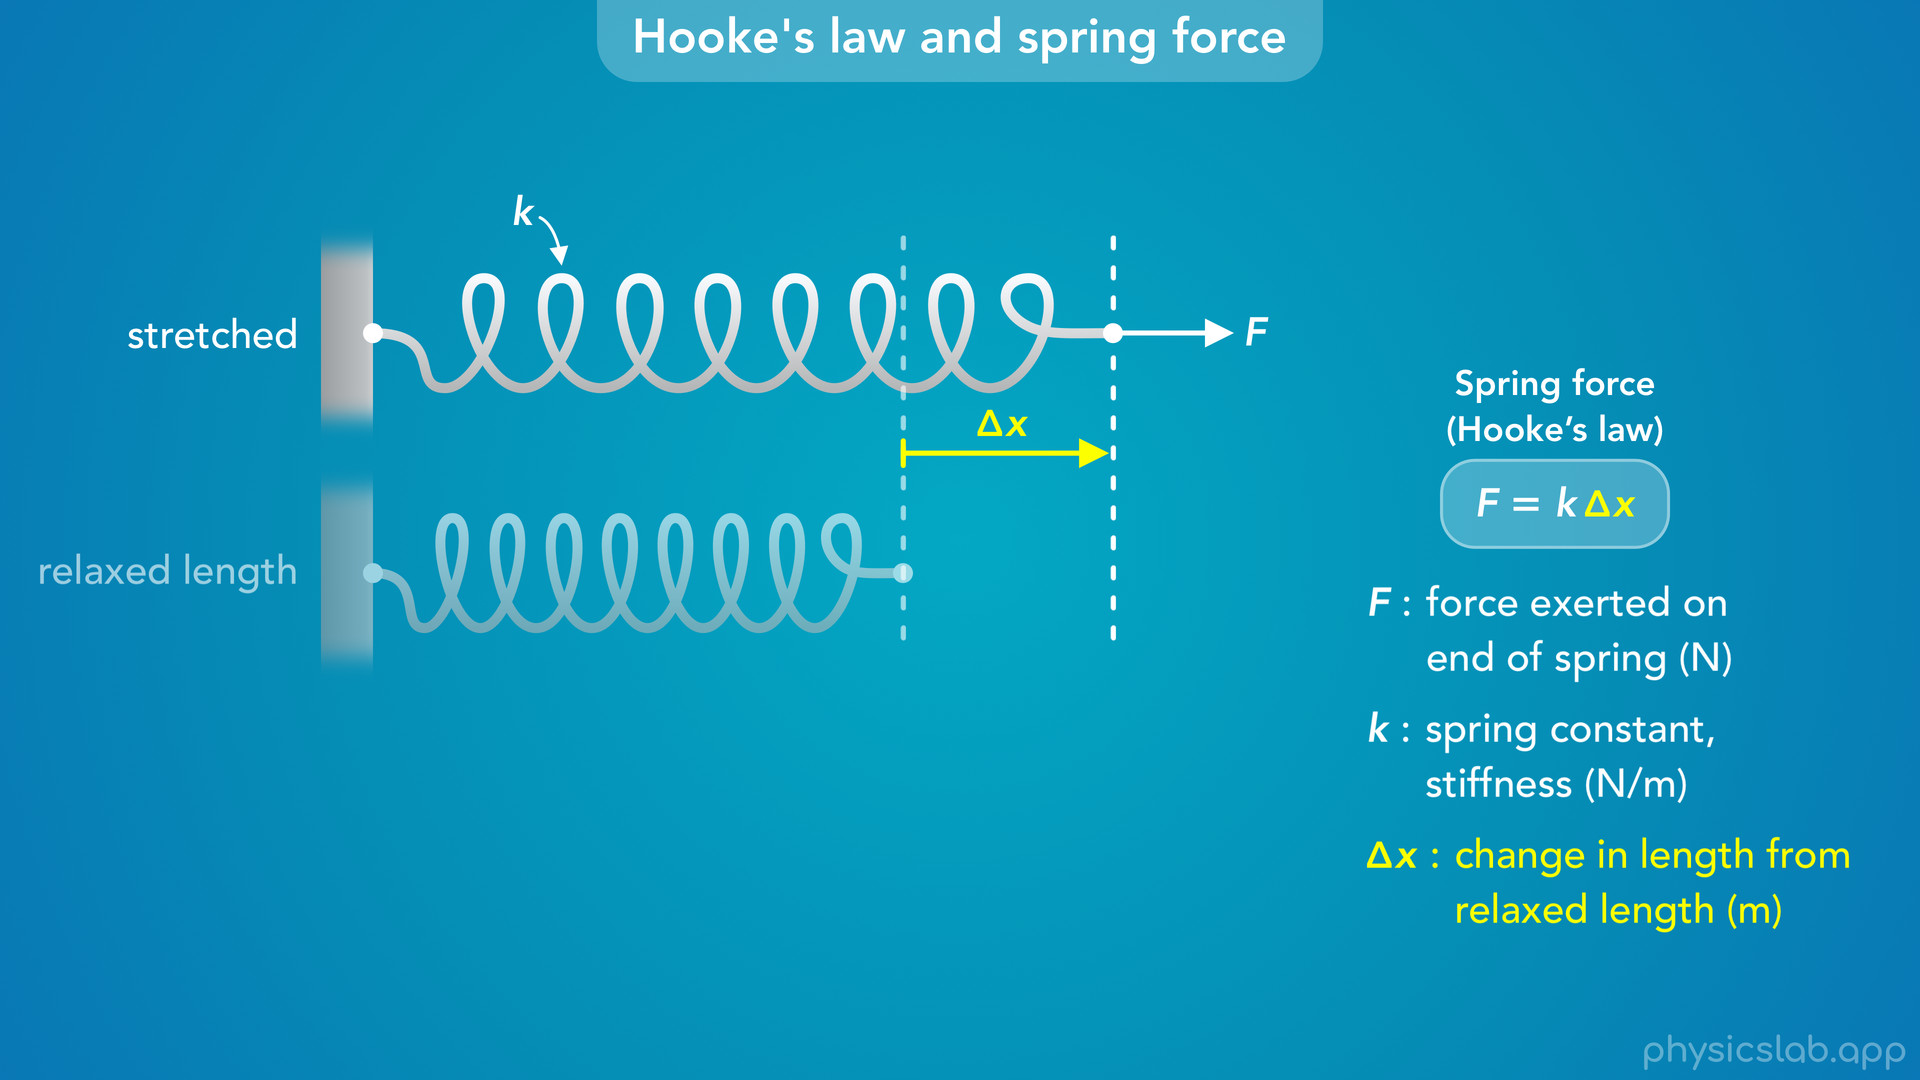 Hooke's law and spring force
k
stretched
F
Δx
relaxed length
Spring force
(Hooke’s law)
F = k Δx
F : force exerted on
end of spring (N)
k : spring constant,
stiffness (N/m)
Δx : change in length from
relaxed length (m)
physicslab.app